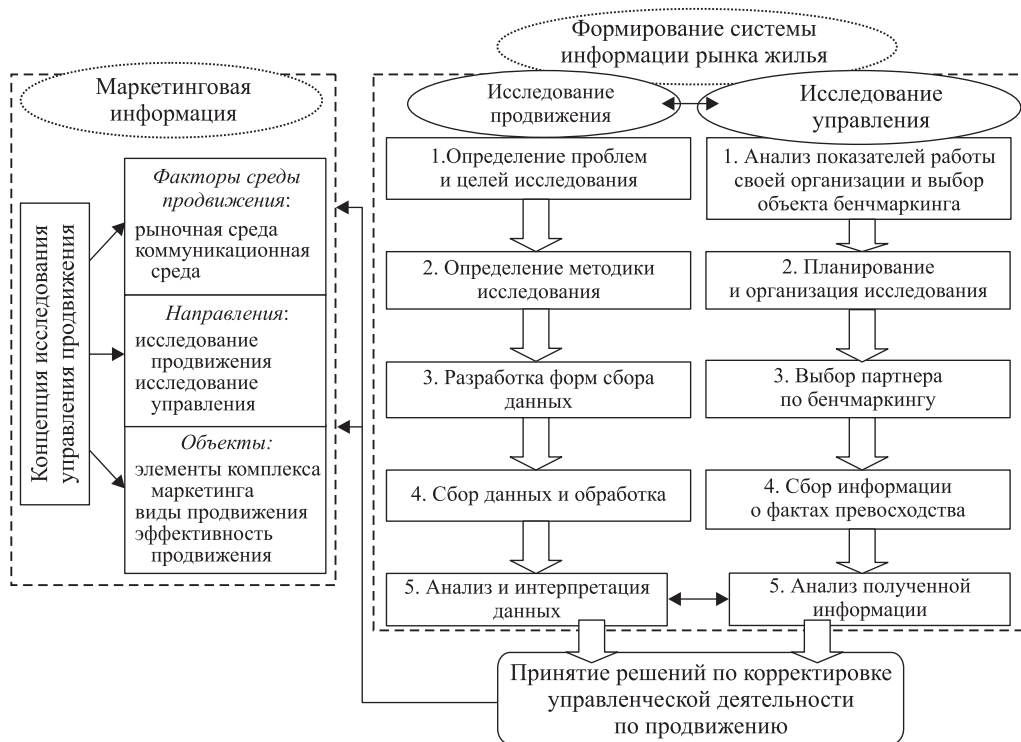 Формирование системы
информации рынка жилья
Маркетинговая
информация
Концепция исследования
управления продвижения
Факторы среды
продвижения:
рыночная среда
коммуникационная
среда
Направления:
исследование
продвижения
исследование
управления
Объекты:
элементы комплекса
маркетинга
виды продвижения
эффективность
продвижения
Исследование
продвижения
1.Определение проблем
и целей исследования
2. Определение методики
исследования
3. Разработка форм сбора
данных
4. Сбор данных и обработка
5. Анализ и интерпретация
данных
Исследование
управления
1. Анализ показателей работы
своей организации и выбор
объекта бенчмаркинга
2. Планирование
и организация исследования
3. Выбор партнера
по бенчмаркингу
4. Сбор информации
о фактах превосходства
5. Анализ полученной
информации
Принятие решений по корректировке
управленческой деятельности
по продвижению